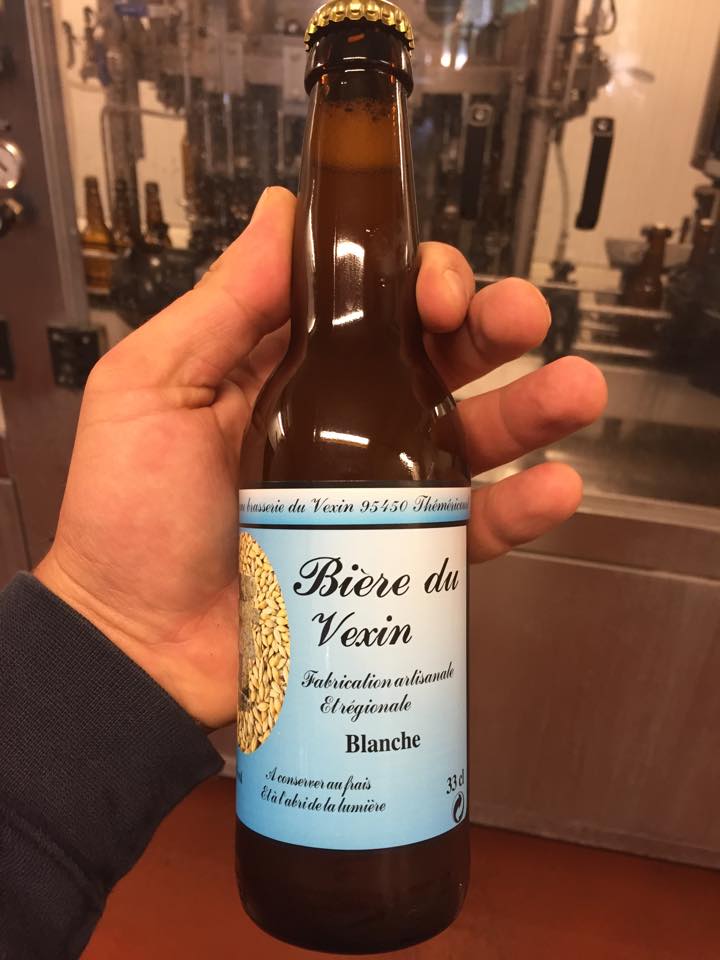 brasserie du Vexin 95450 Théméricourt
Bière du
Vexin
Fabrication artisanale
Et régionale
Blanche
A conserver au frais
Et à l'abri de la lumière
33 cl